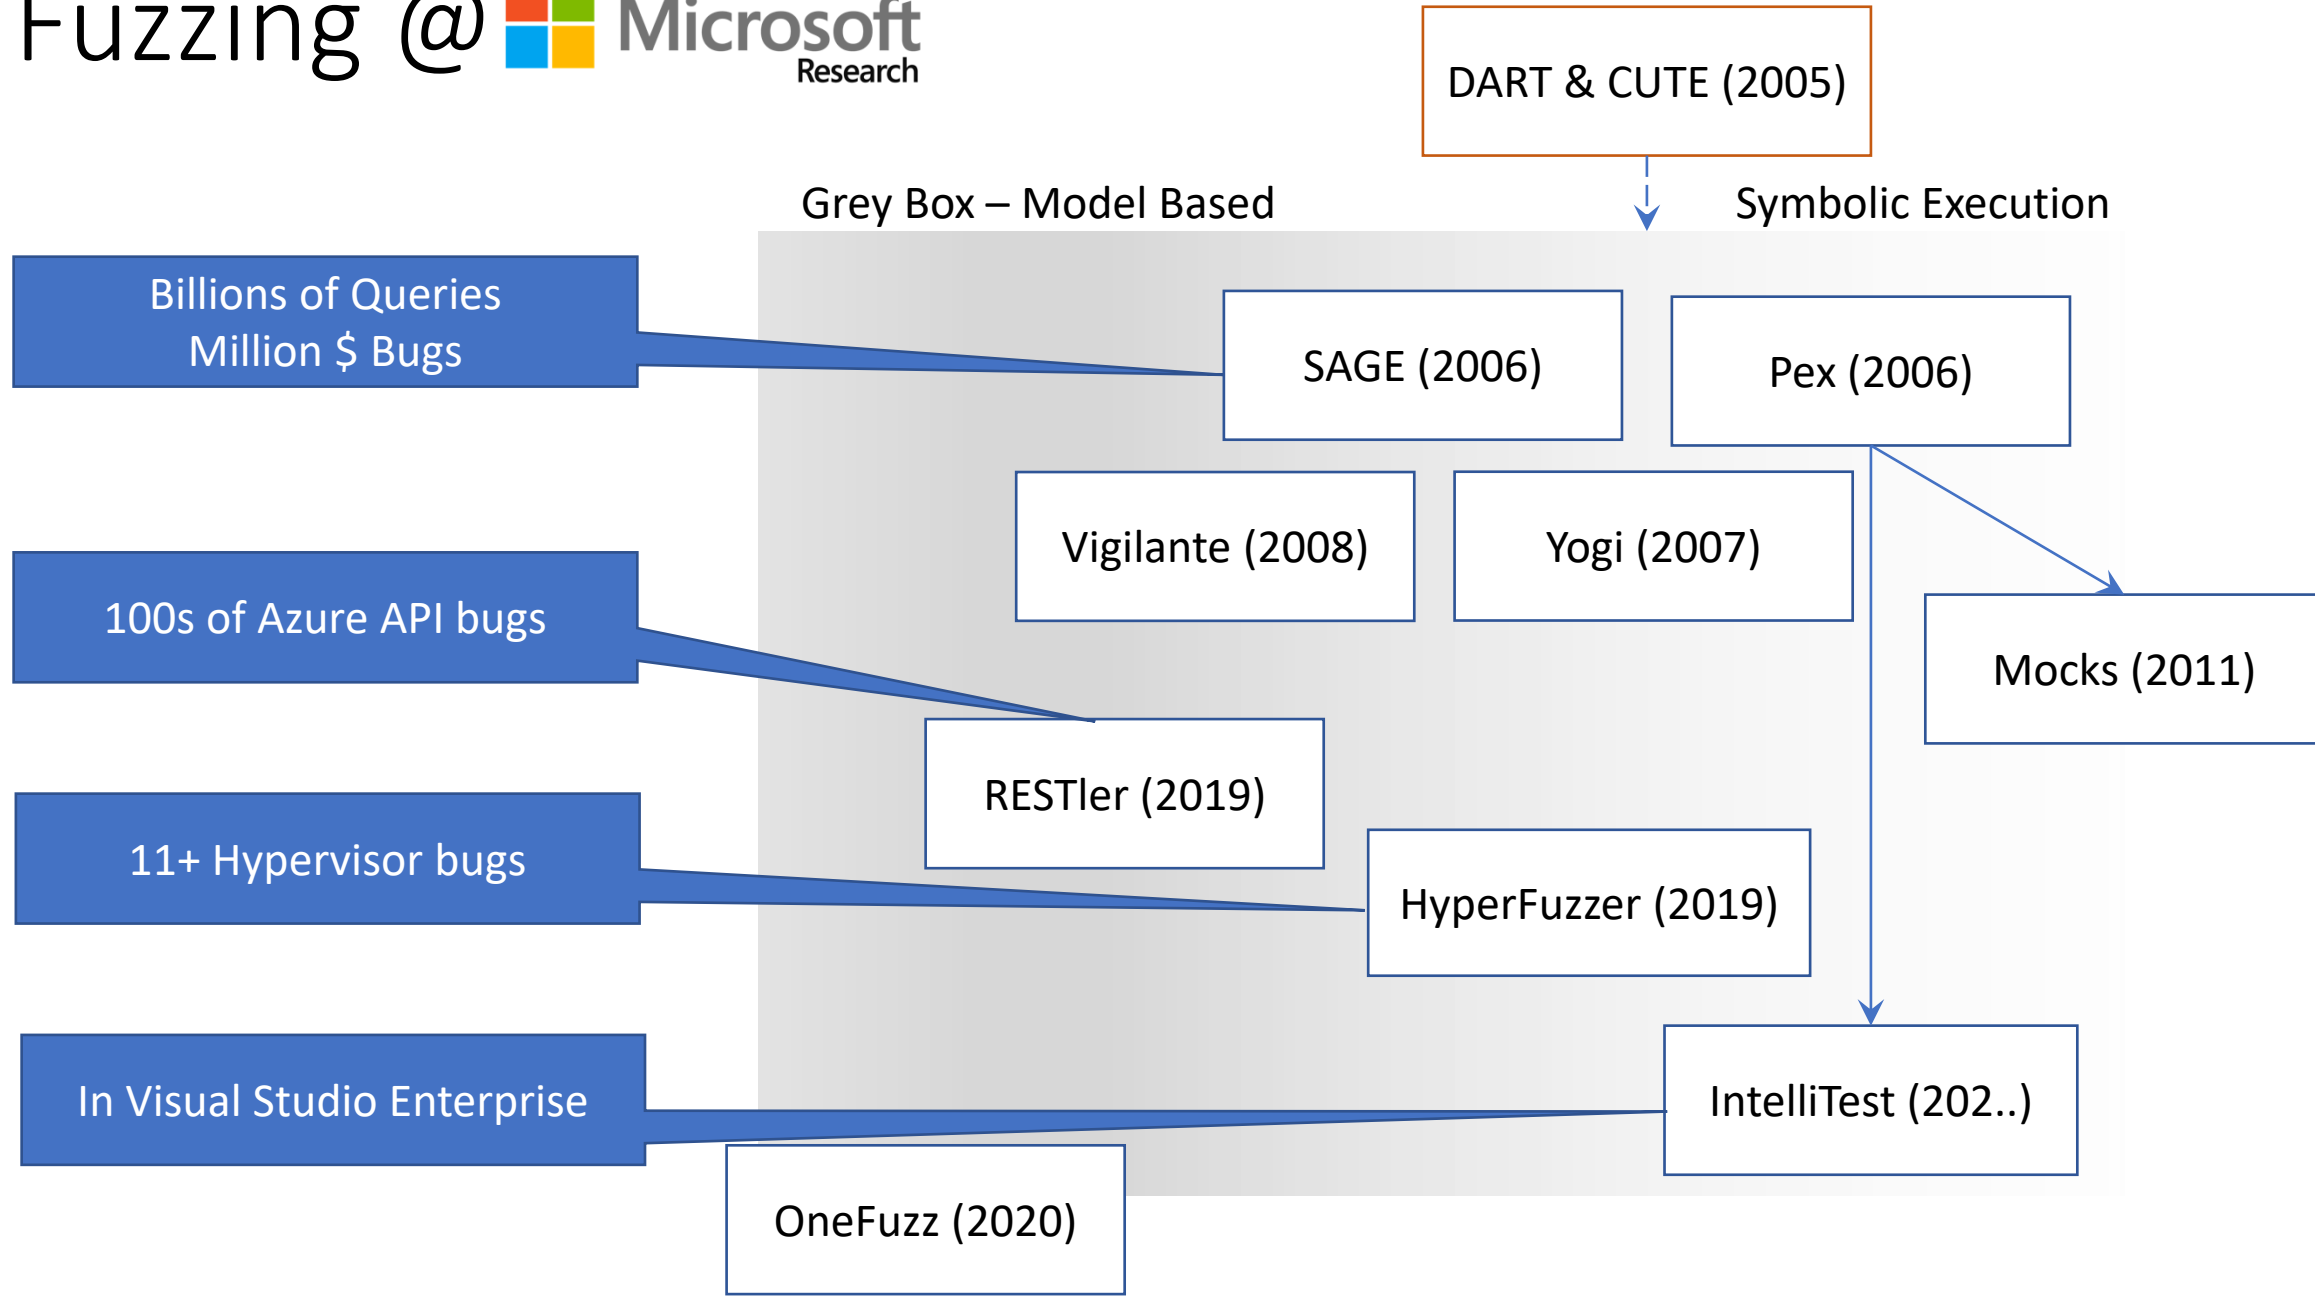 Fuzzing @ Microsoft
Research
DART & CUTE (2005)
Grey Box – Model Based
Symbolic Execution
Billions of Queries
Million $ Bugs
SAGE (2006)
Pex (2006)
Vigilante (2008)
Yogi (2007)
100s of Azure API bugs
Mocks (2011)
RESTler (2019)
11+ Hypervisor bugs
HyperFuzzer (2019)
In Visual Studio Enterprise
IntelliTest (202..)
OneFuzz (2020)